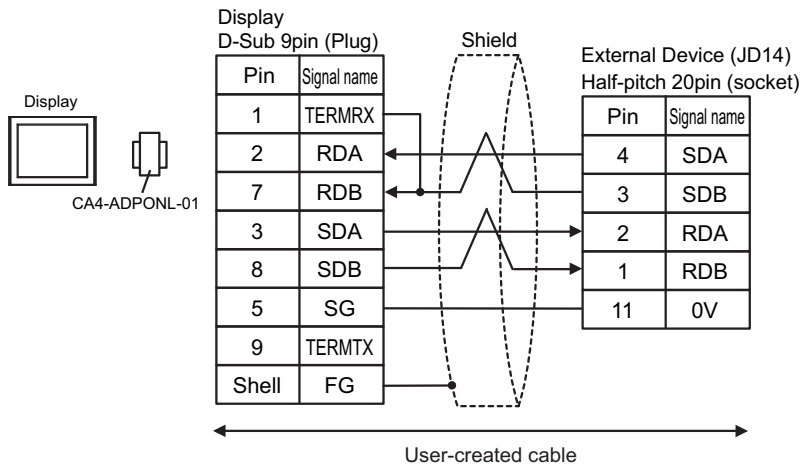 Display
D-Sub 9pin (Plug)
Shield
External Device (JD14)
Half-pitch 20pin (socket)
Display
CA4-ADPONL-01
Pin Signal name
1 TERMRX
2 RDA
7 RDB
3 SDA
8 SDB
5 SG
9 TERMTX
Shell FG
Pin Signal name
4 SDA
3 SDB
2 RDA
1 RDB
11 0V
User-created cable